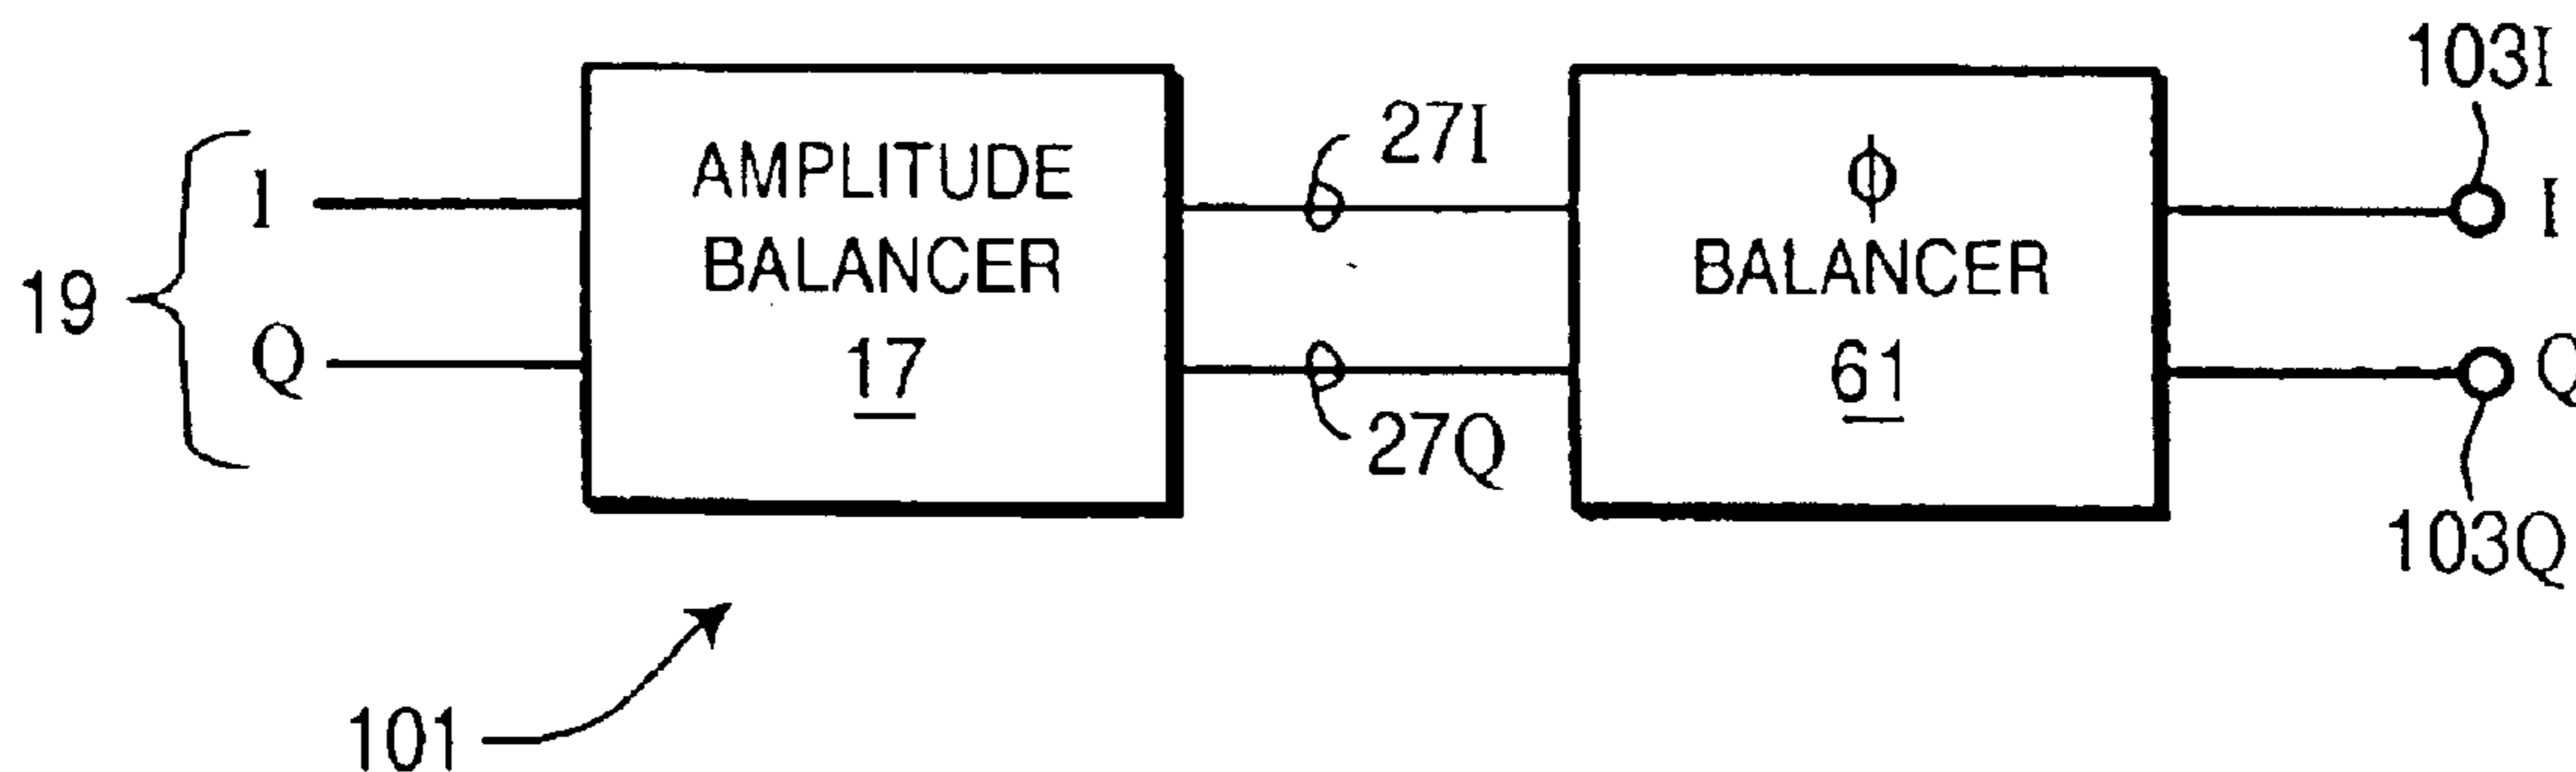 103I
19
I
Q
AMPLITUDE
BALANCER
17
27I
27Q
ϕ
BALANCER
61
I
Q
103Q
101